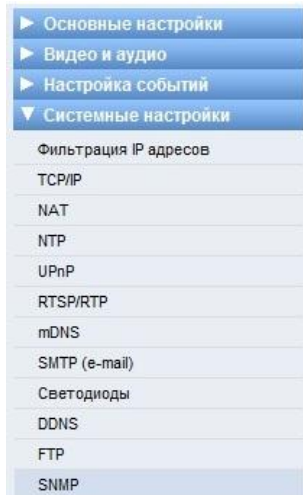 Основные настройки
Видео и аудио
Настройка событий
Системные настройки
Фильтрация IP адресов
TCP/IP
NAT
NTP
UPnP
RTSP/RTP
mDNS
SMTP (e-mail)
Светодиоды
DDNS
FTP
SNMP